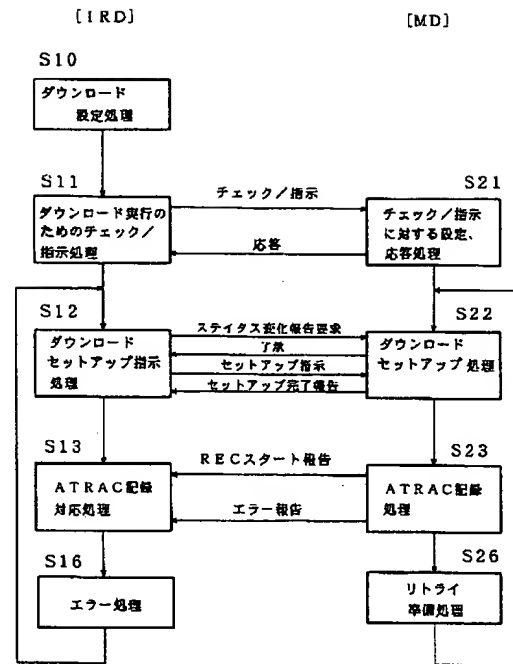 [IRD]
[MD]
S10
ダウンロード
設定処理
S11
ダウンロード実行の
ためのチェック/
指示処理
チェック/指示
応答
S21
チェック/指示
に対する設定、
応答処理
S12
ダウンロード
セットアップ指示
処理
ステイタス変化報告要求
了承
セットアップ指示
セットアップ完了報告
S22
ダウンロード
セットアップ処理
S13
ATRAC記録
対応処理
RECスタート報告
エラー報告
S23
ATRAC記録
処理
S16
エラー処理
S26
リトライ
準備処理